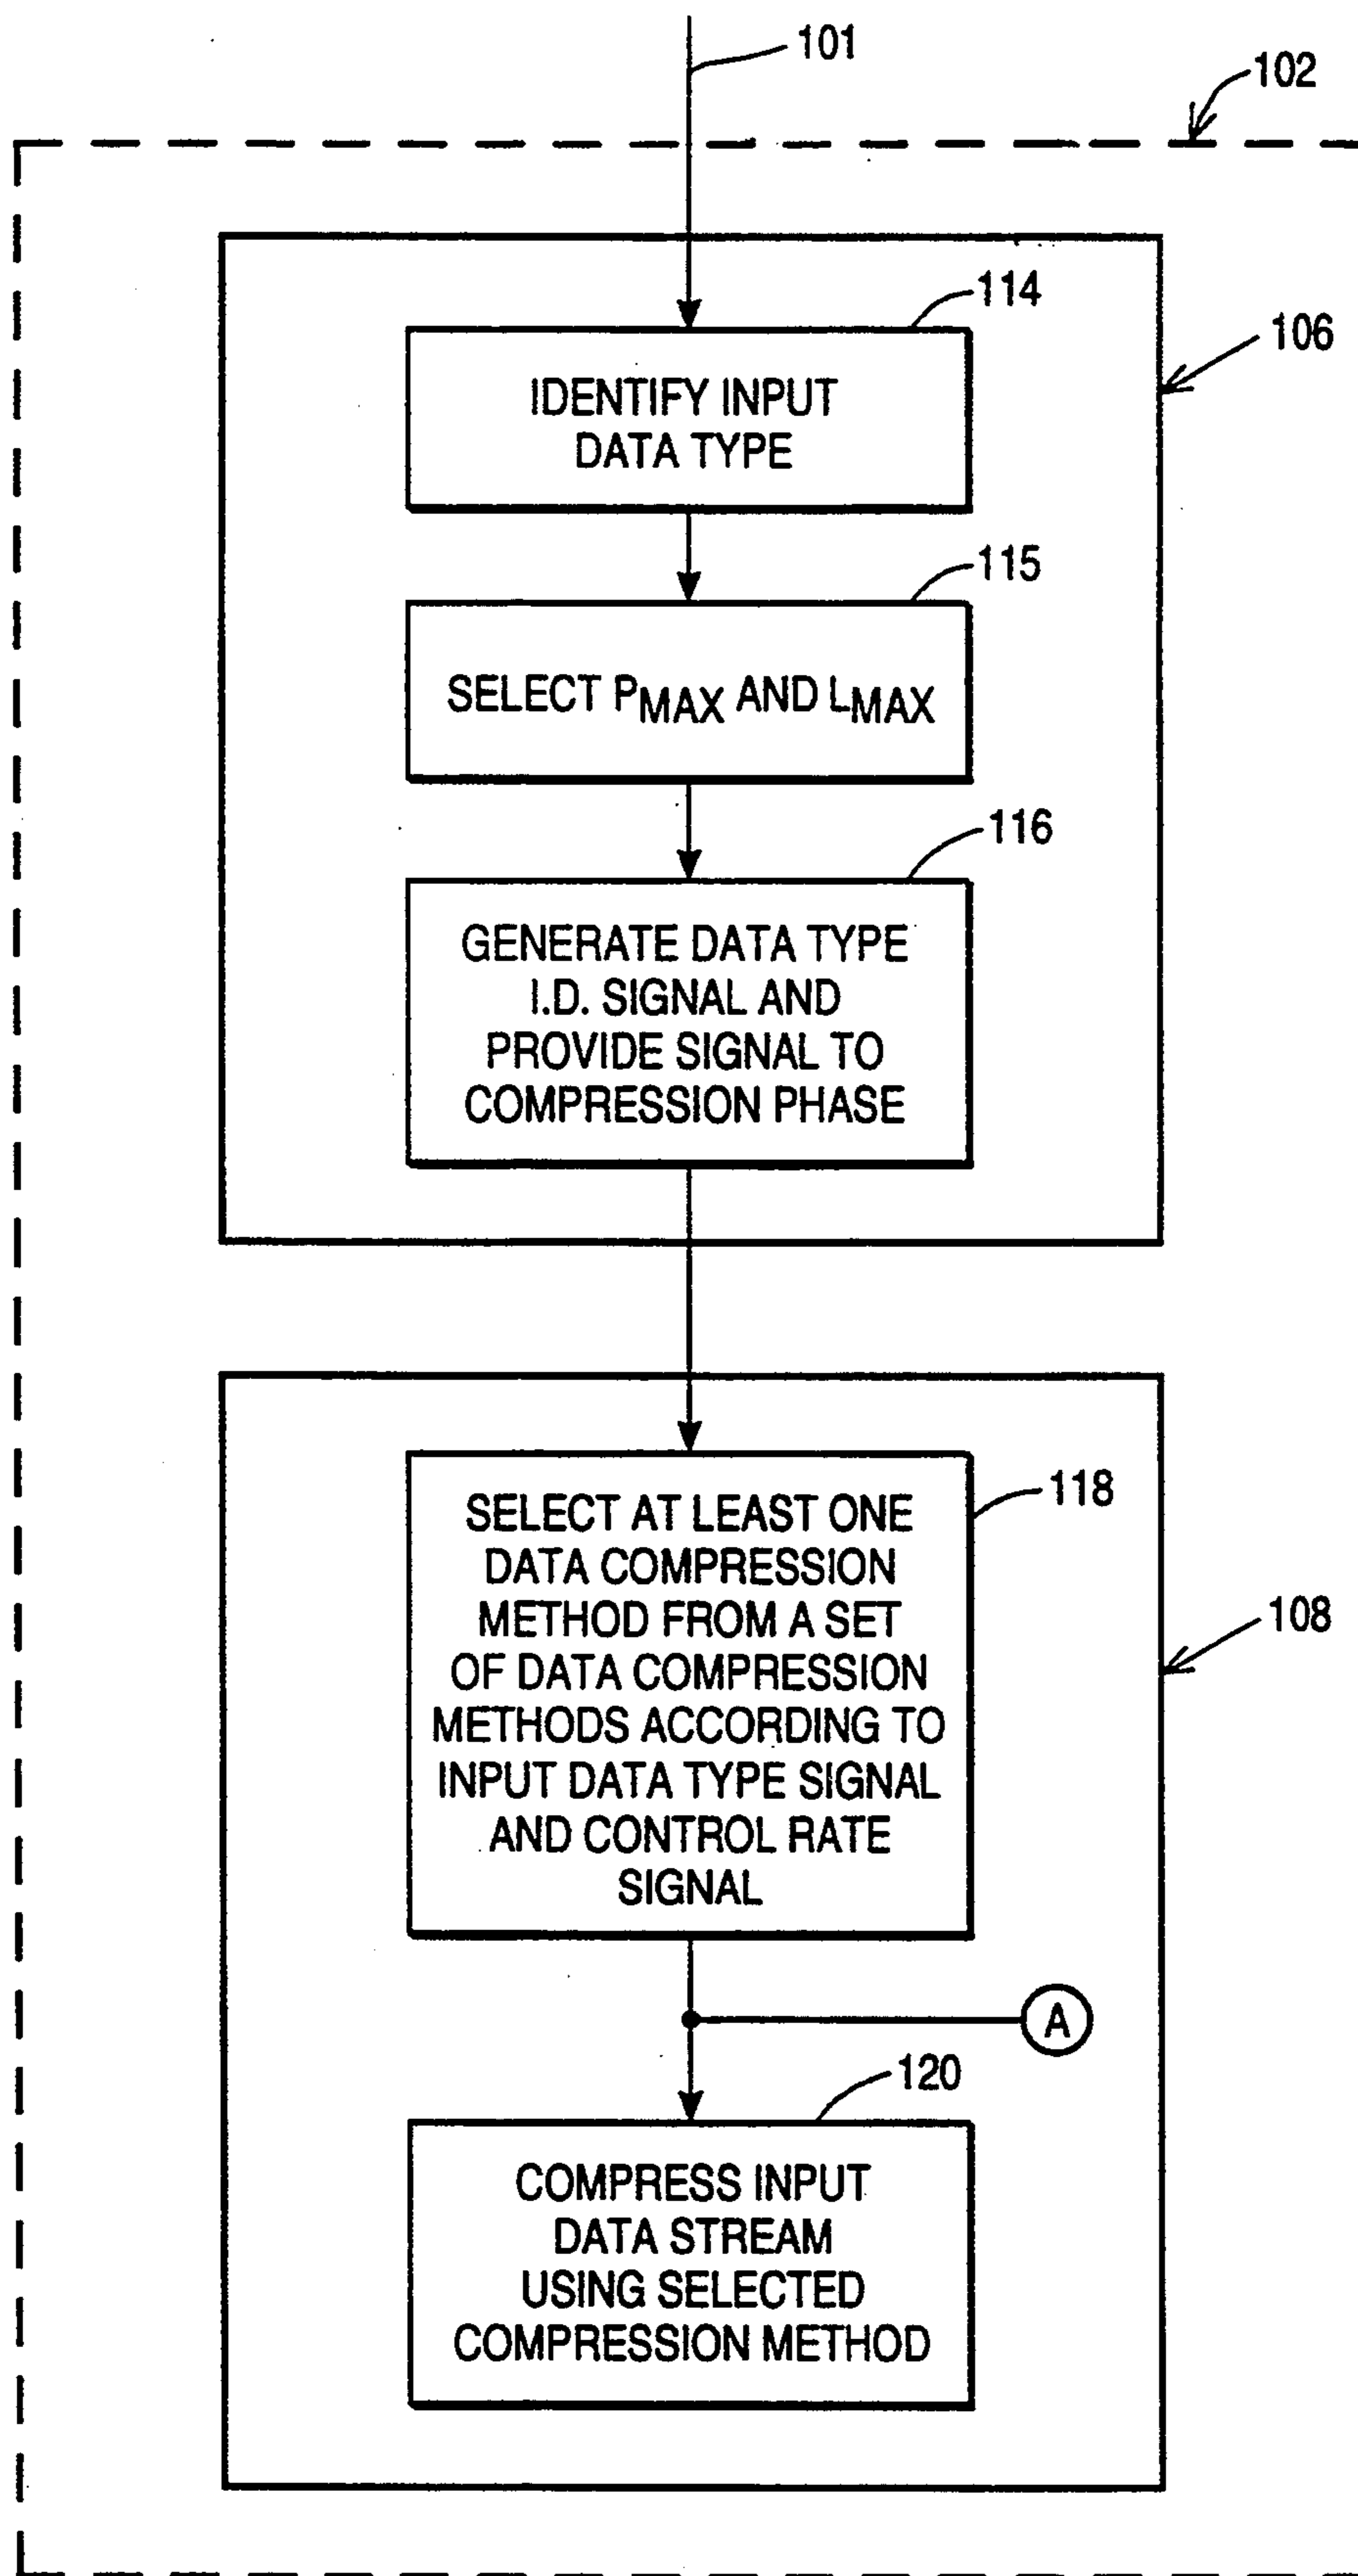 101
102
114
106
IDENTIFY INPUT
DATA TYPE
115
SELECT PMAX AND LMAX
116
GENERATE DATA TYPE
I.D. SIGNAL AND
PROVIDE SIGNAL TO
COMPRESSION PHASE
118
SELECT AT LEAST ONE
DATA COMPRESSION
METHOD FROM A SET
OF DATA COMPRESSION
METHODS ACCORDING TO
INPUT DATA TYPE SIGNAL
AND CONTROL RATE
SIGNAL
108
A
120
COMPRESS INPUT
DATA STREAM
USING SELECTED
COMPRESSION METHOD